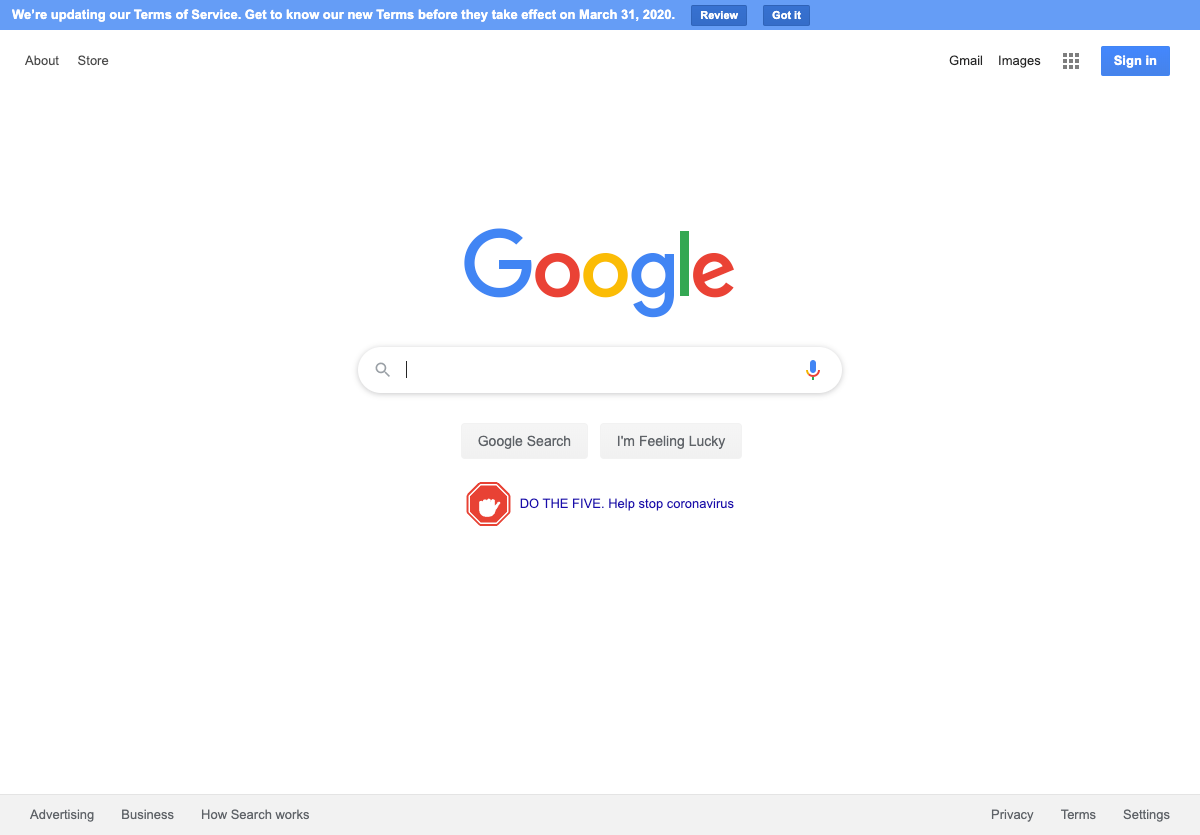 We're updating our Terms of Service. Get to know our new Terms before they take effect on March 31, 2020. Review Got it
About Store Gmail Images Sign in
Google
Google Search I'm Feeling Lucky
DO THE FIVE. Help stop coronavirus
Advertising Business How Search works Privacy Terms Settings